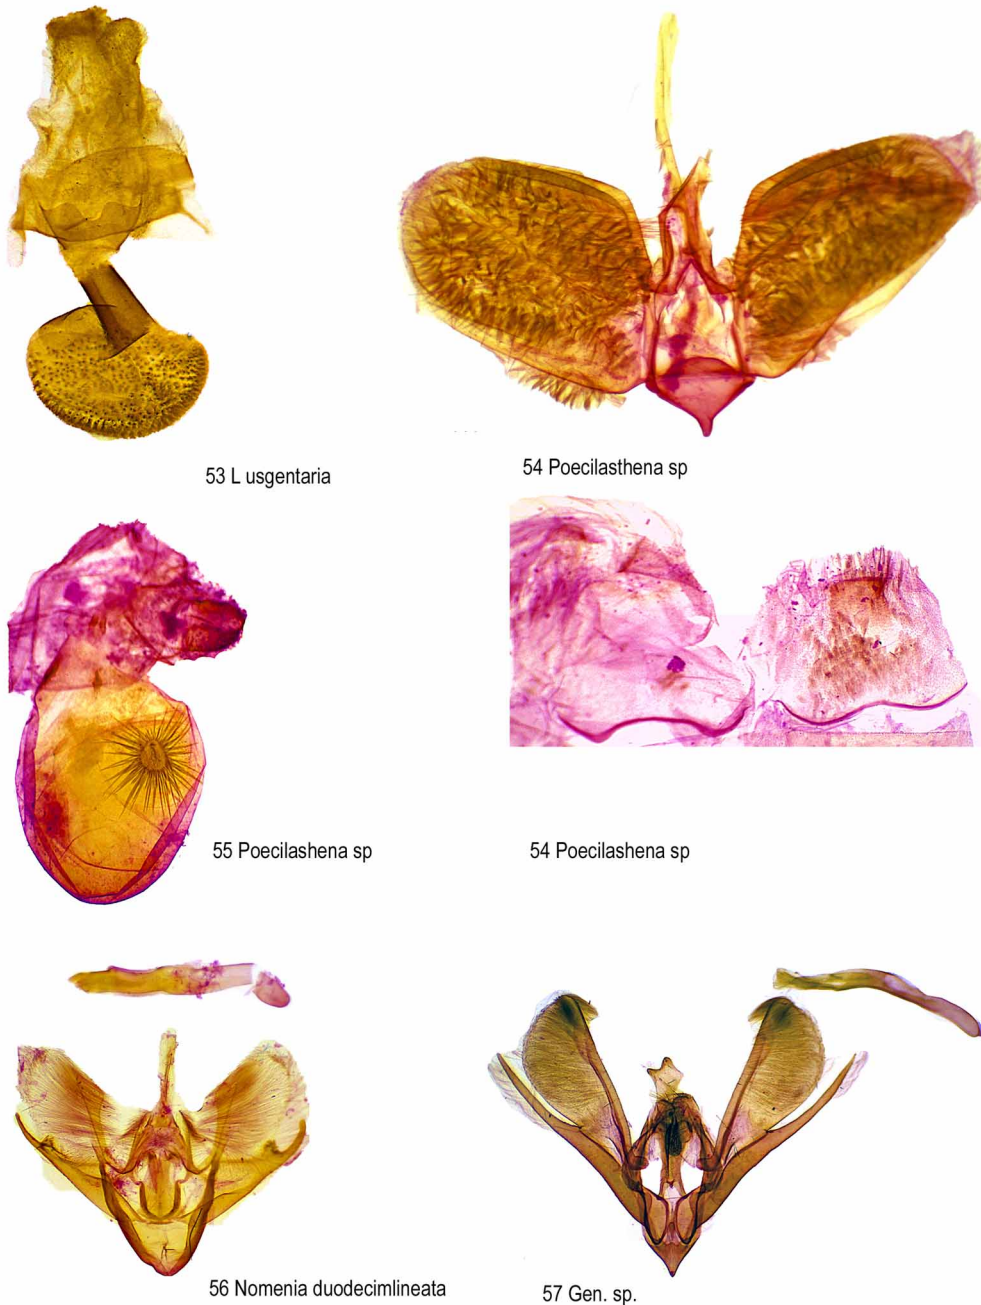 53 L usgentaria
54 Poecilasthena sp
55 Poecilashena sp
54 Poecilashena sp
56 Nomenia duodecimlineata
57 Gen. sp.